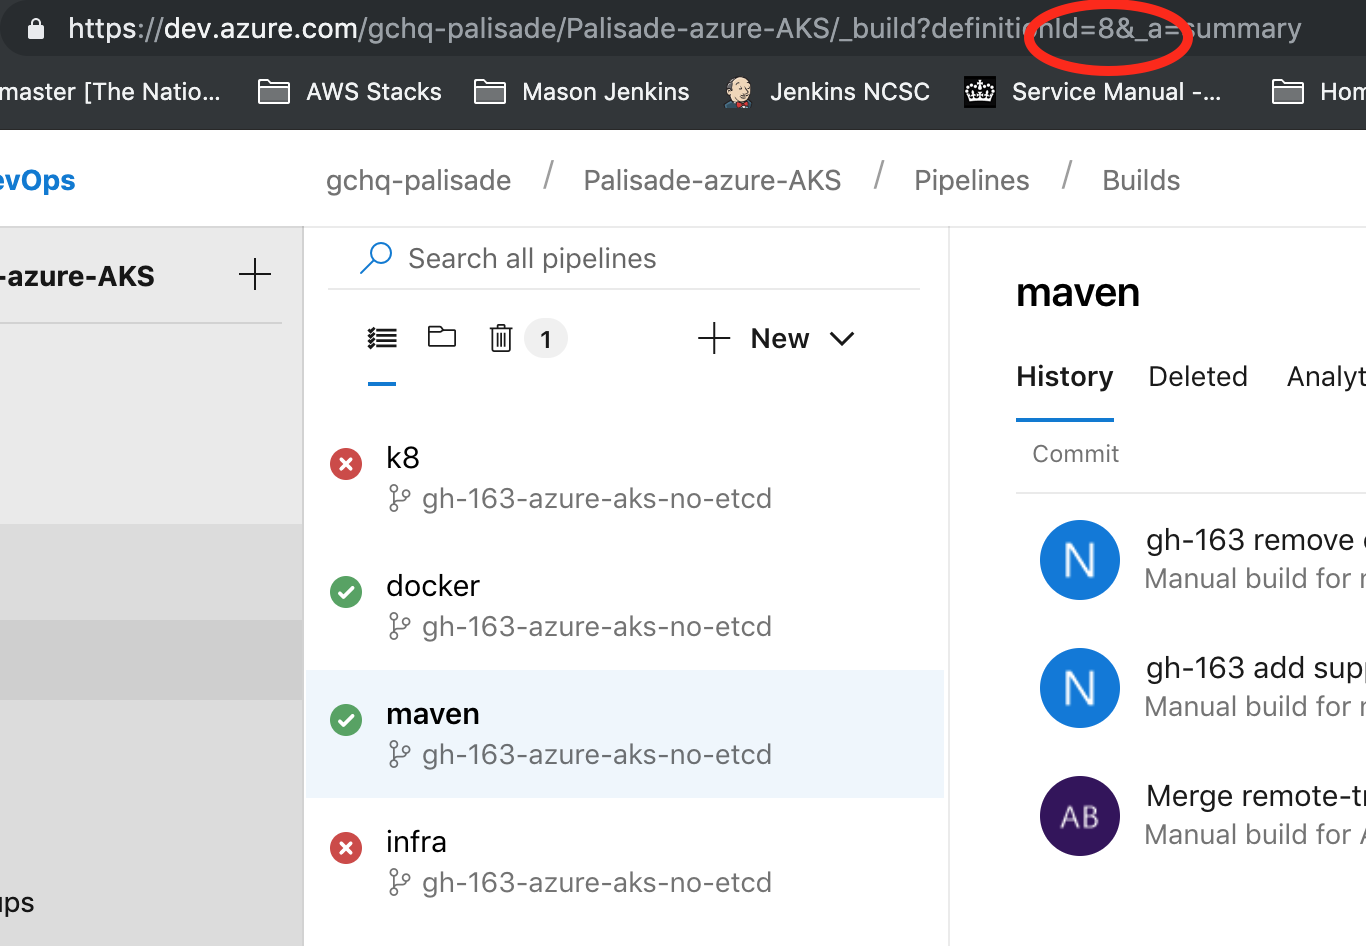 https://dev.azure.com/gchq-palisade/Palisade-azure-AKS/_build?definitionId=8&_a=summary
master [The Natio... AWS Stacks Mason Jenkins Jenkins NCSC Service Manual -... Hom
evOps gchq-palisade / Palisade-azure-AKS / Pipelines / Builds
-azure-AKS
Search all pipelines
1 New
k8
gh-163-azure-aks-no-etcd
docker
gh-163-azure-aks-no-etcd
maven
gh-163-azure-aks-no-etcd
infra
gh-163-azure-aks-no-etcd
ups
maven
History Deleted Analyt
Commit
N gh-163 remove
Manual build for
N gh-163 add supp
Manual build for
AB Merge remote-tr
Manual build for A